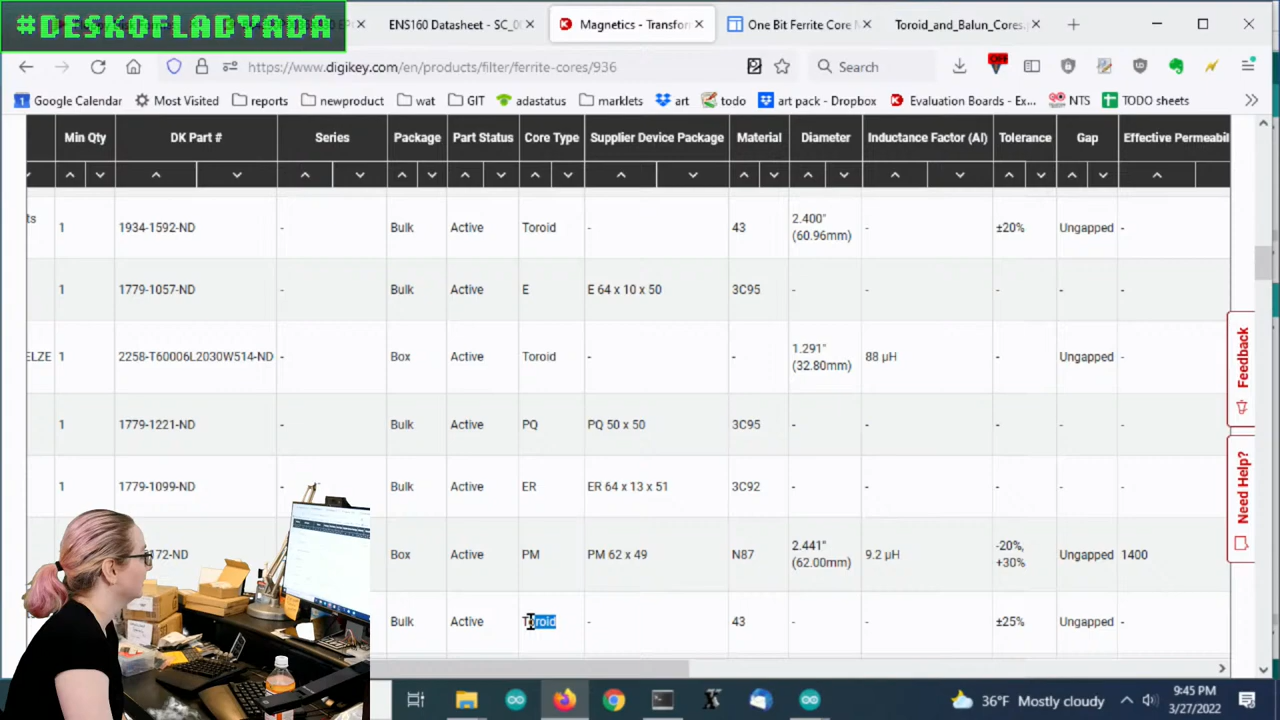 #DESKOFLADYADA
ENS160 Datasheet - SC_0
Magnetics - Transfor
One Bit Ferrite Core M
Toroid_and_Balun_Cores.
https://www.digikey.com/en/products/filter/ferrite-cores/936
Search
OFF
Google Calendar
Most Visited
reports
newproduct
wat
GIT
adastatus
marklets
art
todo
art pack - Dropbox
Evaluation Boards - Ex...
NTS
TODO sheets
Min Qty DK Part # Series Package Part Status Core Type Supplier Device Package Material Diameter Inductance Factor (Al) Tolerance Gap Effective Permeabil
ts 1 1934-1592-ND - Bulk Active Toroid - 43 2.400" (60.96mm) - ±20% Ungapped -
1 1779-1057-ND - Bulk Active E E 64 x 10 x 50 3C95 - - - - -
ELZE 1 2258-T60006L2030W514-ND - Box Active Toroid - - 1.291" (32.80mm) 88 µH - Ungapped -
1 1779-1221-ND - Bulk Active PQ PQ 50 x 50 3C95 - - - - -
1 1779-1099-ND - Bulk Active ER ER 64 x 13 x 51 3C92 - - - - -
172-ND Box Active PM PM 62 x 49 N87 2.441" (62.00mm) 9.2 µH -20%, +30% Ungapped 1400
Bulk Active Toroid - 43 - - ±25% Ungapped -
Feedback
Need Help?
36°F Mostly cloudy
9:45 PM
3/27/2022